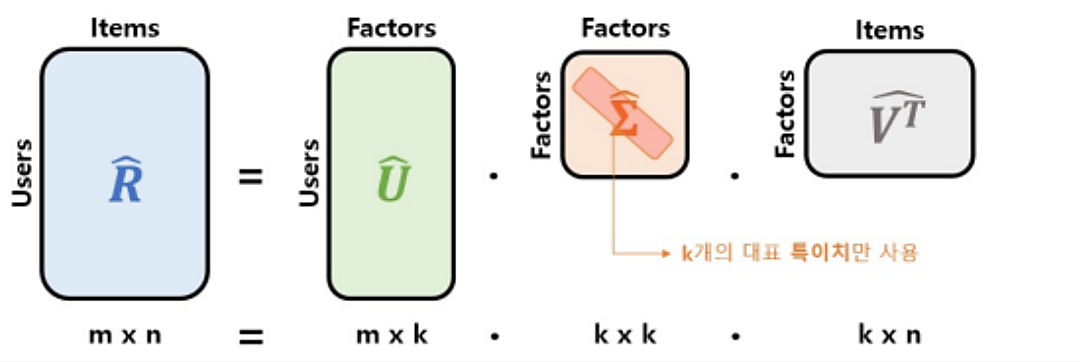 Items
Factors
Factors
Items
Users
R̂
=
Users
Û
·
Factors
Σ̂
·
Factors
V̂ᵀ
k개의 대표 특이치만 사용
m x n = m x k · k x k · k x n